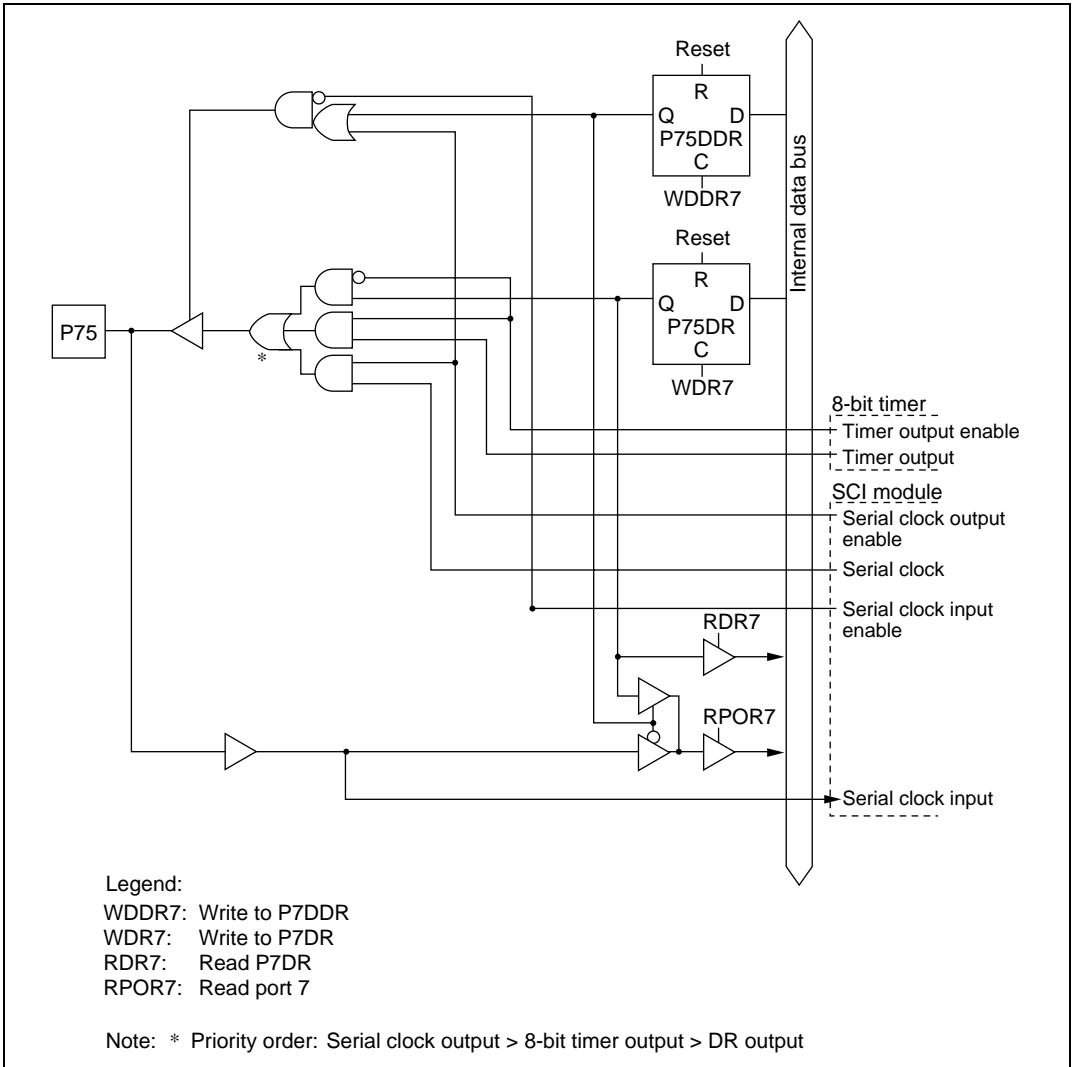 Reset
R
Q D
P75DDR
C
WDDR7
Internal data bus
Reset
R
Q D
P75DR
C
WDR7
P75
*
8-bit timer
Timer output enable
Timer output
SCI module
Serial clock output
enable
Serial clock
Serial clock input
enable
RDR7
RPOR7
Serial clock input
Legend:
WDDR7: Write to P7DDR
WDR7: Write to P7DR
RDR7: Read P7DR
RPOR7: Read port 7
Note: * Priority order: Serial clock output > 8-bit timer output > DR output